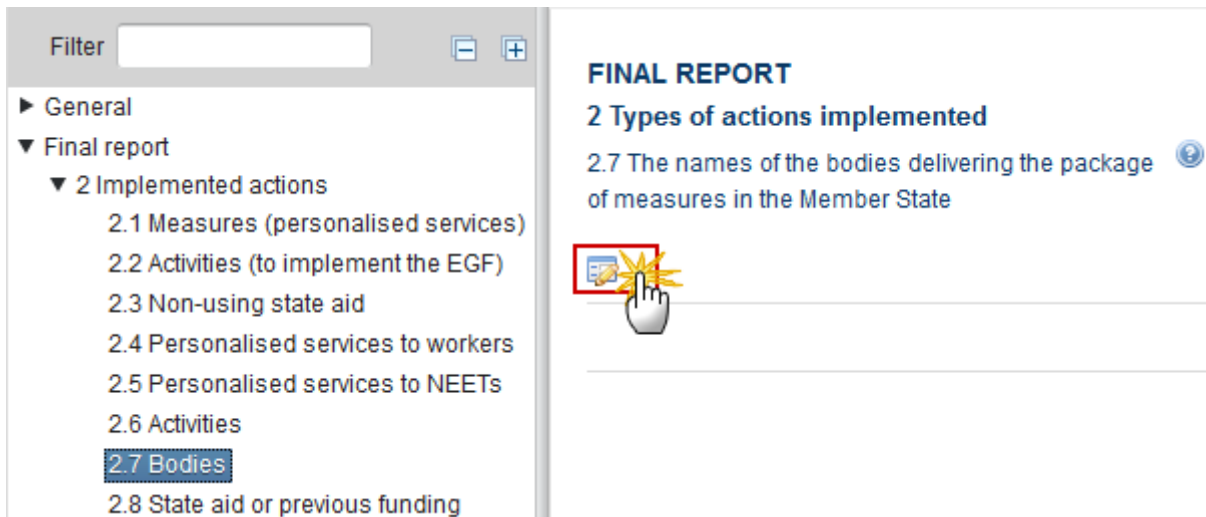 Filter
General
Final report
2 Implemented actions
2.1 Measures (personalised services)
2.2 Activities (to implement the EGF)
2.3 Non-using state aid
2.4 Personalised services to workers
2.5 Personalised services to NEETs
2.6 Activities
2.7 Bodies
2.8 State aid or previous funding
FINAL REPORT
2 Types of actions implemented
2.7 The names of the bodies delivering the package
of measures in the Member State